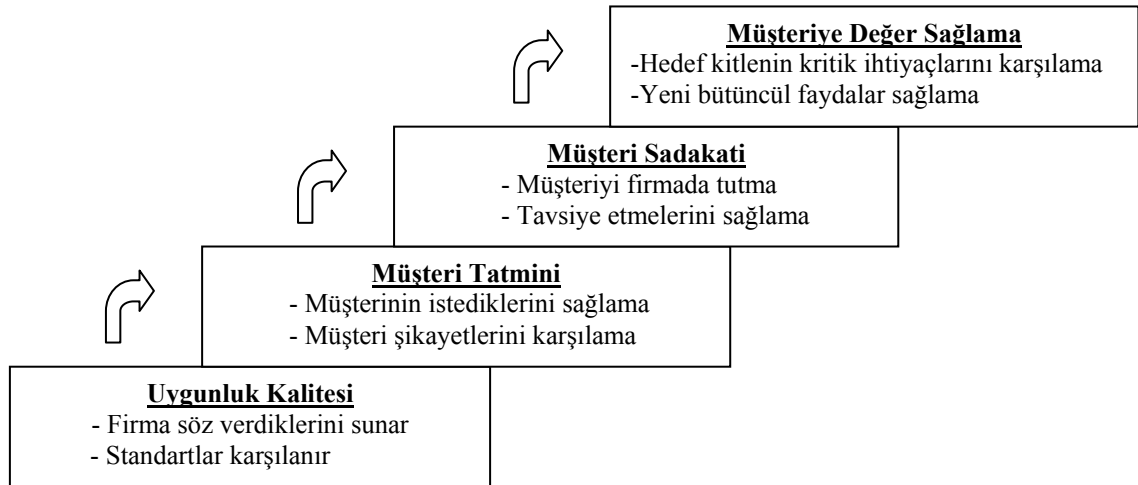 Müşteriye Değer Sağlama
-Hedef kitlenin kritik ihtiyaçlarını karşılama
-Yeni bütüncül faydalar sağlama
Müşteri Sadakati
- Müşteriyi firmada tutma
- Tavsiye etmelerini sağlama
Müşteri Tatmini
- Müşterinin istediklerini sağlama
- Müşteri şikayetlerini karşılama
Uygunluk Kalitesi
- Firma söz verdiklerini sunar
- Standartlar karşılanır